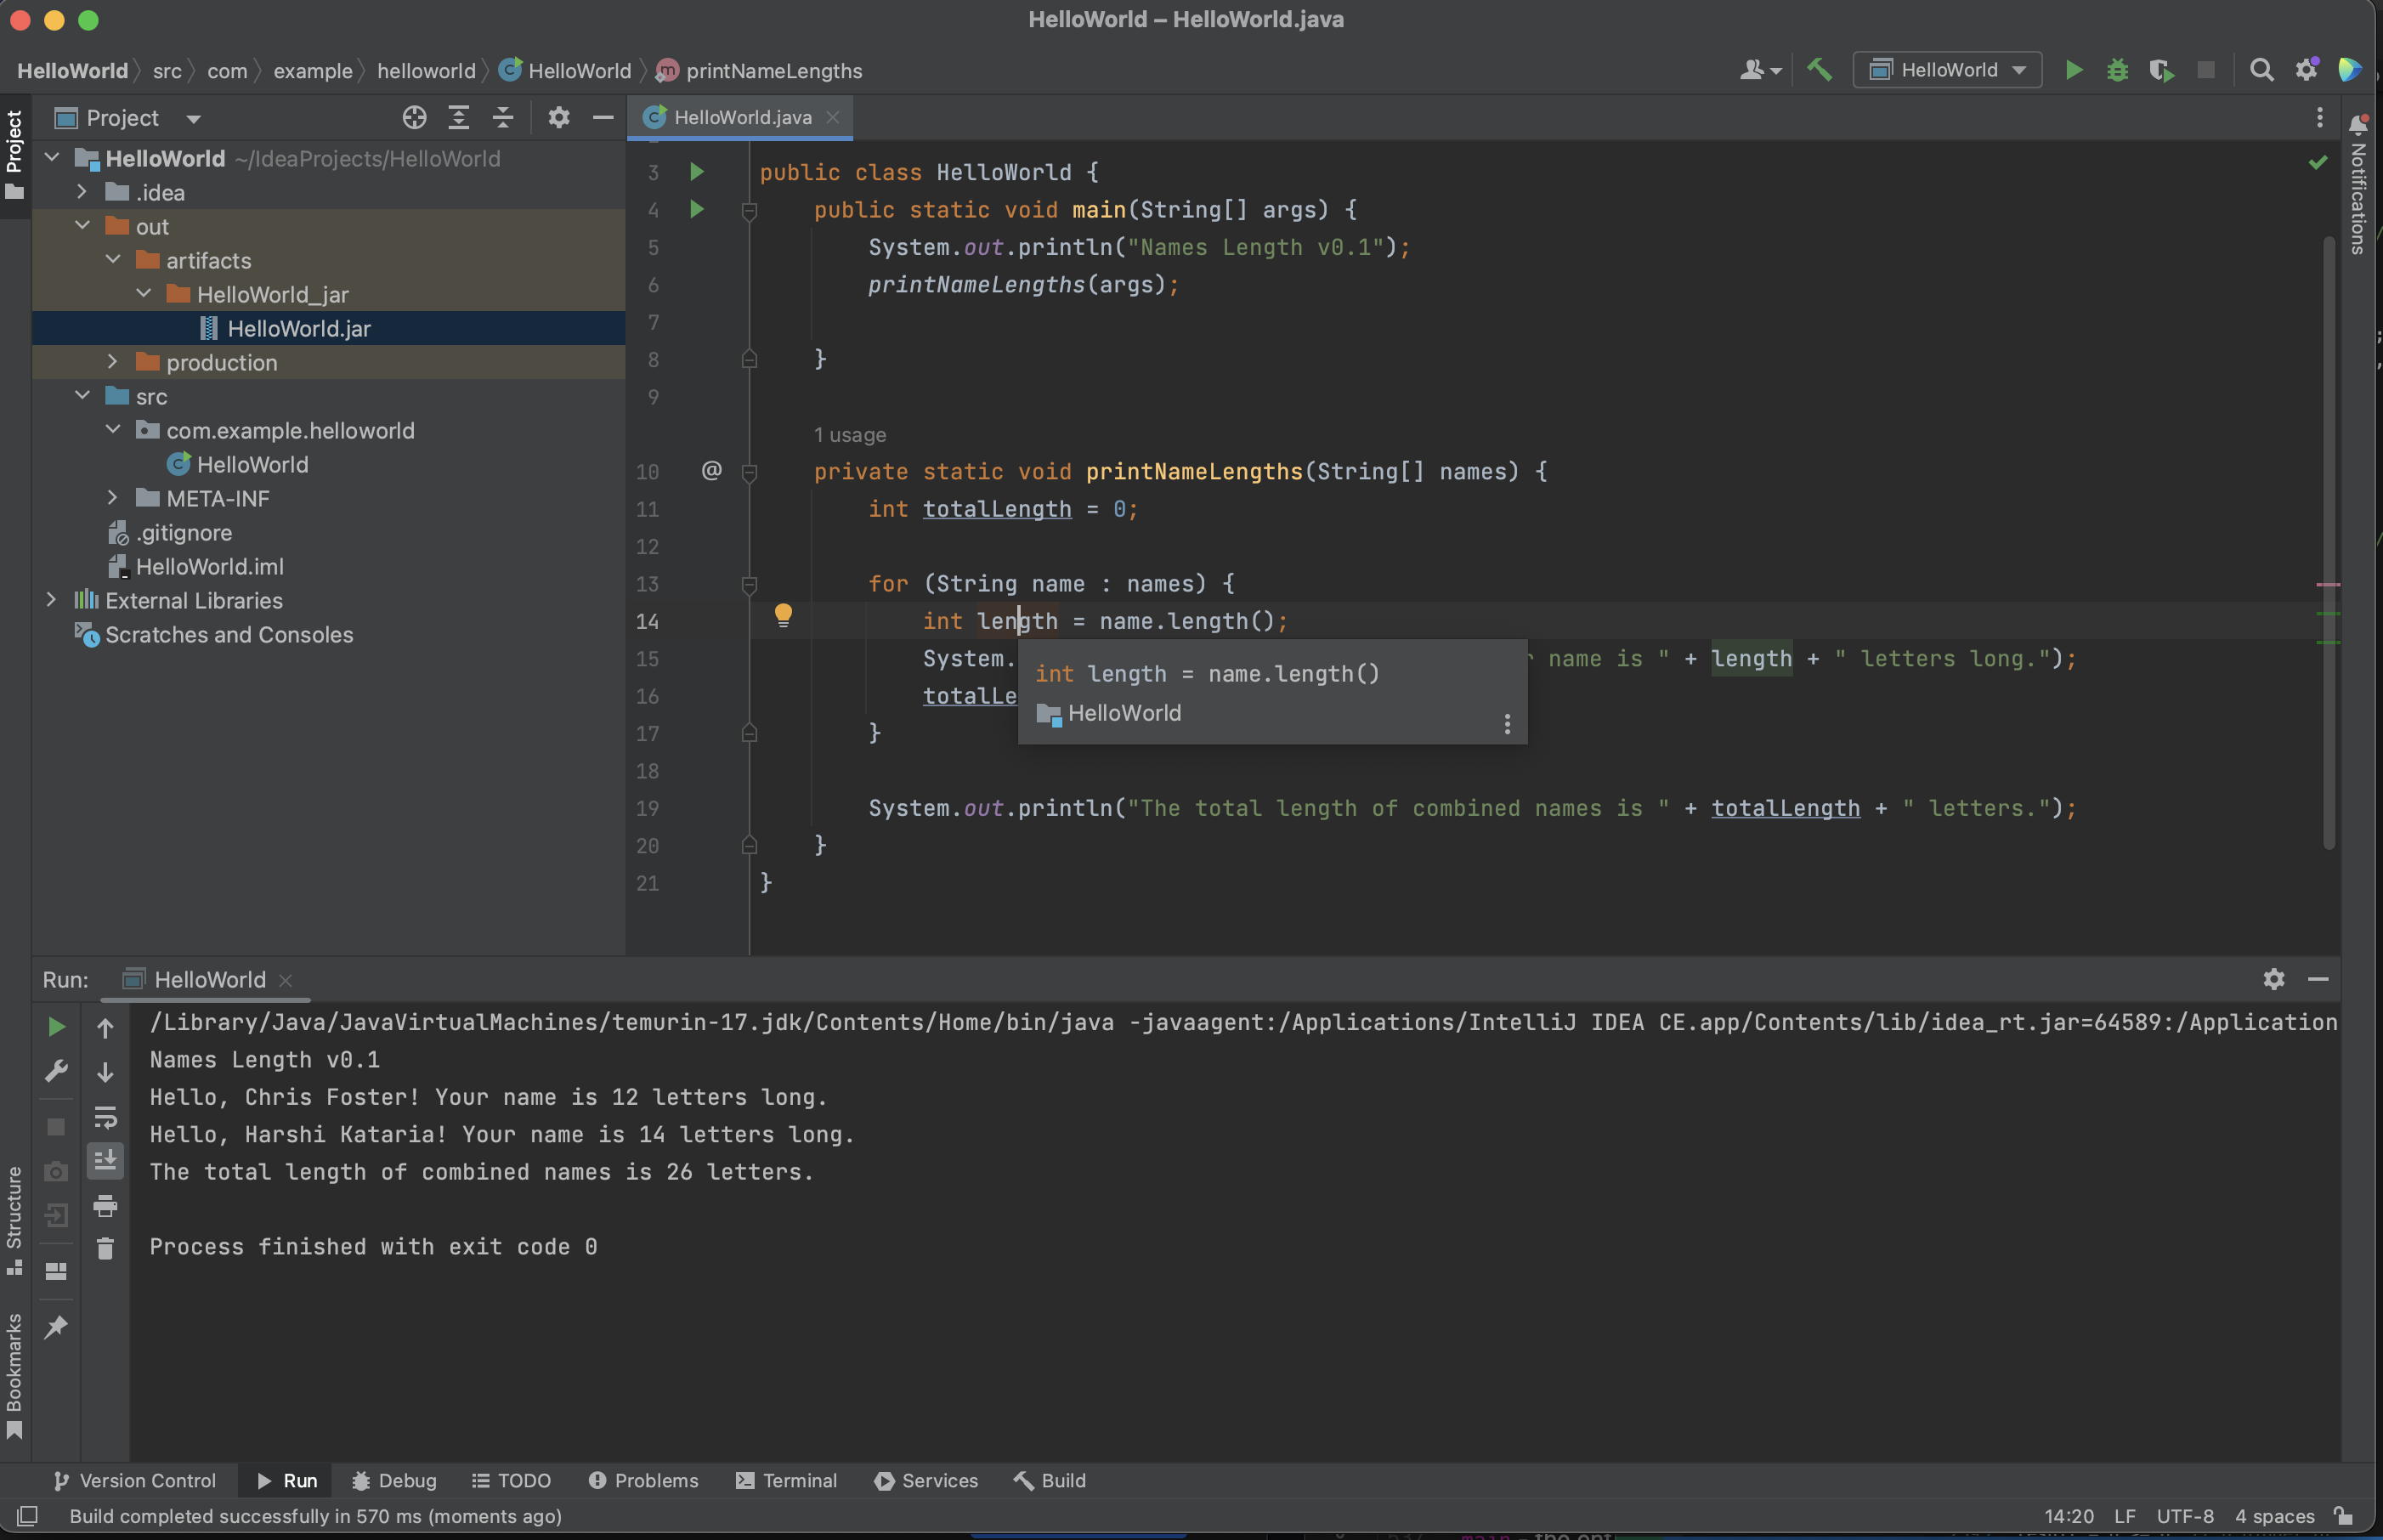 HelloWorld – HelloWorld.java
HelloWorld src com example helloworld HelloWorld printNameLengths
HelloWorld
Project
Project
HelloWorld.java
HelloWorld ~/IdeaProjects/HelloWorld
.idea
out
artifacts
HelloWorld_jar
HelloWorld.jar
production
src
com.example.helloworld
HelloWorld
META-INF
.gitignore
HelloWorld.iml
External Libraries
Scratches and Consoles
3 public class HelloWorld {
4 public static void main(String[] args) {
5 System.out.println("Names Length v0.1");
6 printNameLengths(args);
7
8 }
9
1 usage
10 @ private static void printNameLengths(String[] names) {
11 int totalLength = 0;
12
13 for (String name : names) {
14 int length = name.length();
15 System. name is " + length + " letters long.");
int length = name.length()
HelloWorld
16 totalLe
17 }
18
19 System.out.println("The total length of combined names is " + totalLength + " letters.");
20 }
21 }
Notifications
Run: HelloWorld
/Library/Java/JavaVirtualMachines/temurin-17.jdk/Contents/Home/bin/java -javaagent:/Applications/IntelliJ IDEA CE.app/Contents/lib/idea_rt.jar=64589:/Application
Names Length v0.1
Hello, Chris Foster! Your name is 12 letters long.
Hello, Harshi Kataria! Your name is 14 letters long.
The total length of combined names is 26 letters.
Process finished with exit code 0
Structure
Bookmarks
Version Control Run Debug TODO Problems Terminal Services Build
Build completed successfully in 570 ms (moments ago)
14:20 LF UTF-8 4 spaces